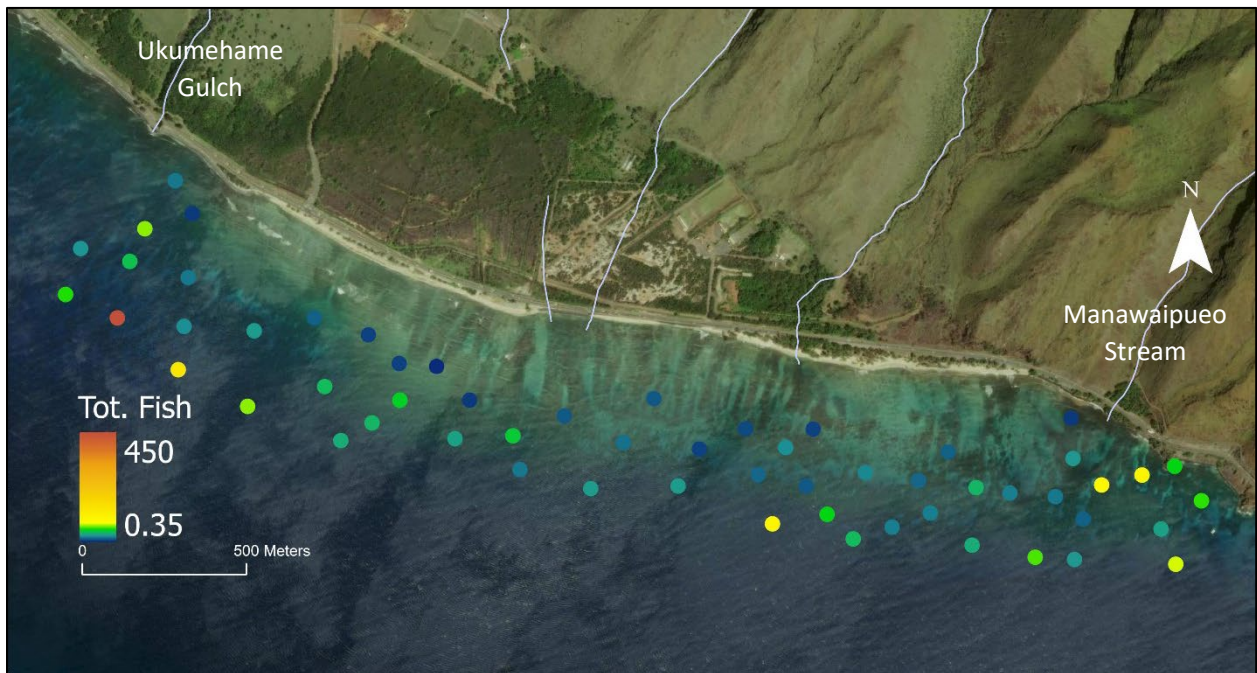 Ukumehame
Gulch
N
Manawaipueo
Stream
Tot. Fish
450
0.35
0
500 Meters